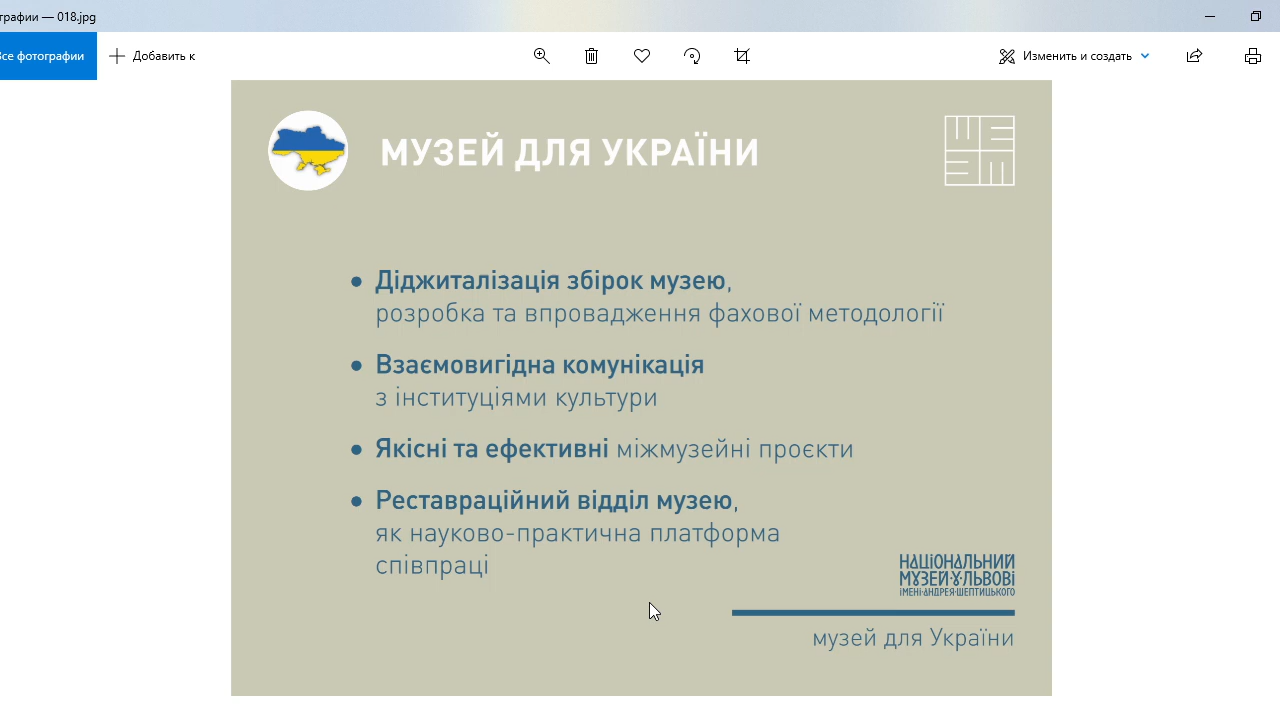 графии — 018.jpg
Все фотографии
Добавить к
Изменить и создать
МУЗЕЙ ДЛЯ УКРАЇНИ
• Діджиталізація збірок музею,
розробка та впровадження фахової методології
• Взаємовигідна комунікація
з інституціями культури
• Якісні та ефективні міжмузейні проєкти
• Реставраційний відділ музею,
як науково-практична платформа
співпраці
НАЦІОНАЛЬНИЙ
МУЗЕЙ·У·ЛЬВОВІ
ІМЕНІ·АНДРЕЯ·ШЕПТИЦЬКОГО
музей для України